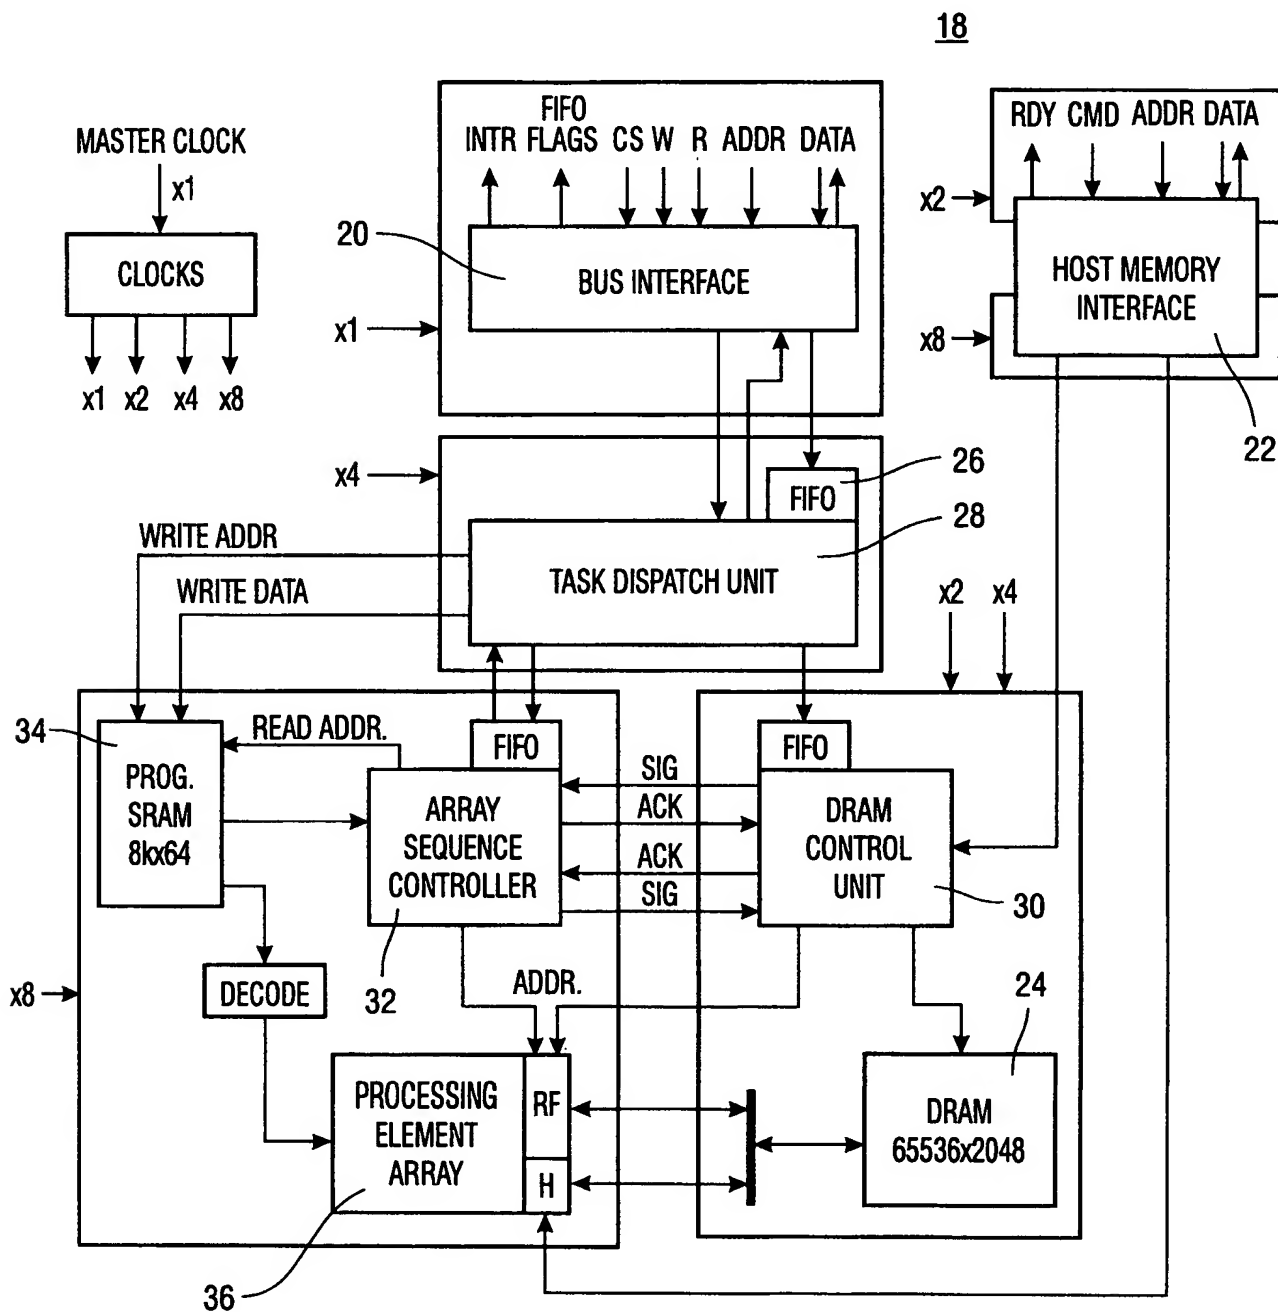 18
MASTER CLOCK
x1
CLOCKS
x1 x2 x4 x8
FIFO
INTR FLAGS CS W R ADDR DATA
20
BUS INTERFACE
x1
RDY CMD ADDR DATA
x2
HOST MEMORY
INTERFACE
x8
22
x4
26
FIFO
28
TASK DISPATCH UNIT
WRITE ADDR
WRITE DATA
x2 x4
34
PROG.
SRAM
8kx64
READ ADDR.
FIFO
ARRAY
SEQUENCE
CONTROLLER
32
SIG
ACK
ACK
SIG
FIFO
DRAM
CONTROL
UNIT
30
x8
DECODE
ADDR.
24
PROCESSING
ELEMENT
ARRAY
RF
H
DRAM
65536x2048
36